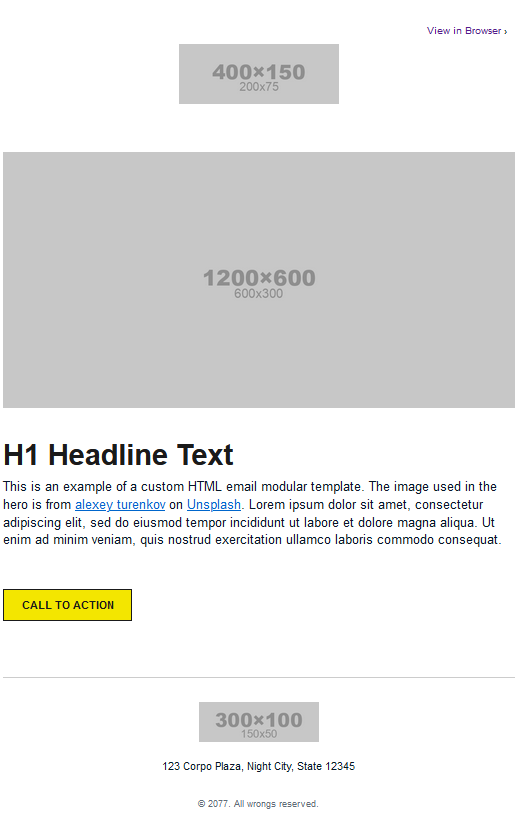 View in Browser ›
400×150
200x75
1200×600
600x300
H1 Headline Text
This is an example of a custom HTML email modular template. The image used in the
hero is from alexey turenkov on Unsplash. Lorem ipsum dolor sit amet, consectetur
adipiscing elit, sed do eiusmod tempor incididunt ut labore et dolore magna aliqua. Ut
enim ad minim veniam, quis nostrud exercitation ullamco laboris commodo consequat.
CALL TO ACTION
300×100
150x50
123 Corpo Plaza, Night City, State 12345
© 2077. All wrongs reserved.